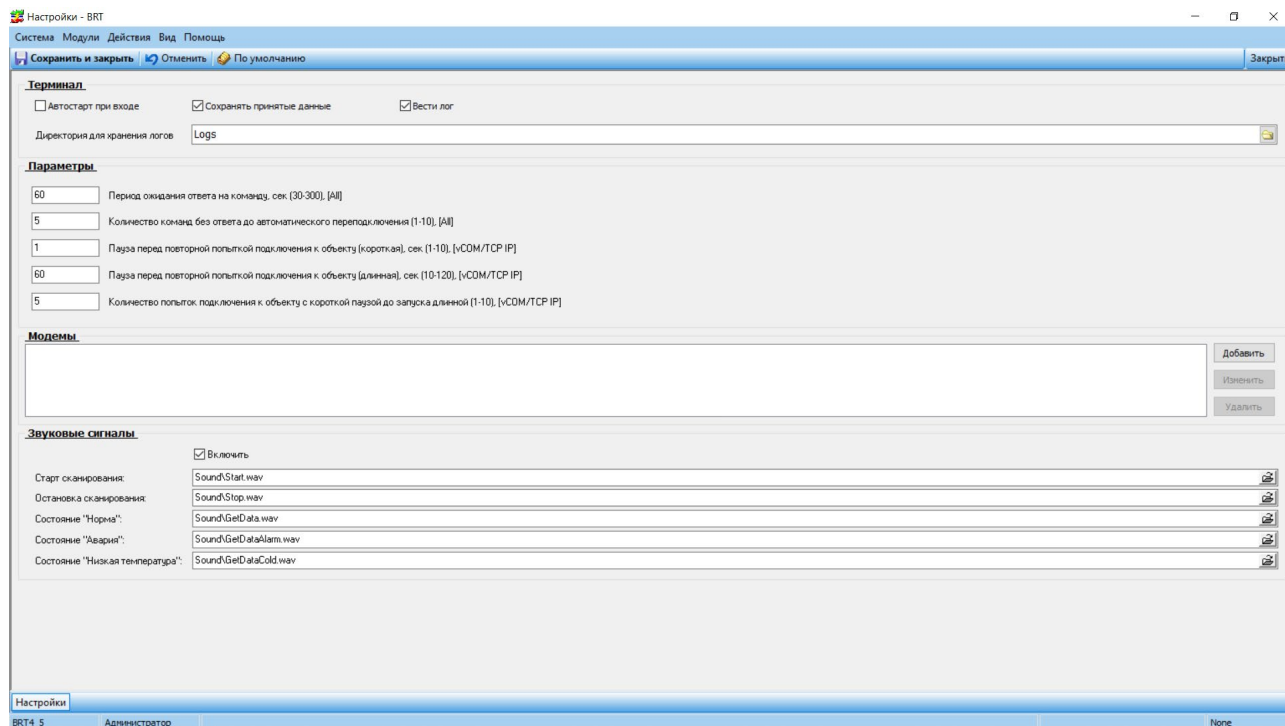 Настройки - BRT
Система Модули Действия Вид Помощь
Сохранить и закрыть Отменить По умолчанию Закрыт
Терминал
Автостарт при входе Сохранять принятые данные Вести лог
Директория для хранения логов Logs
Параметры
60 Период ожидания ответа на команду, сек (30-300), [All]
5 Количество команд без ответа до автоматического переподключения (1-10), [All]
1 Пауза перед повторной попыткой подключения к объекту (короткая), сек (1-10), [vCOM/TCP IP]
60 Пауза перед повторной попыткой подключения к объекту (длинная), сек (10-120), [vCOM/TCP IP]
5 Количество попыток подключения к объекту с короткой паузой до запуска длинной (1-10), [vCOM/TCP IP]
Модемы
Добавить
Изменить
Удалить
Звуковые сигналы
Включить
Старт сканирования: Sound\Start.wav
Остановка сканирования: Sound\Stop.wav
Состояние "Норма": Sound\GetData.wav
Состояние "Авария": Sound\GetDataAlarm.wav
Состояние "Низкая температура": Sound\GetDataCold.wav
Настройки
BRT4_5 Администратор None